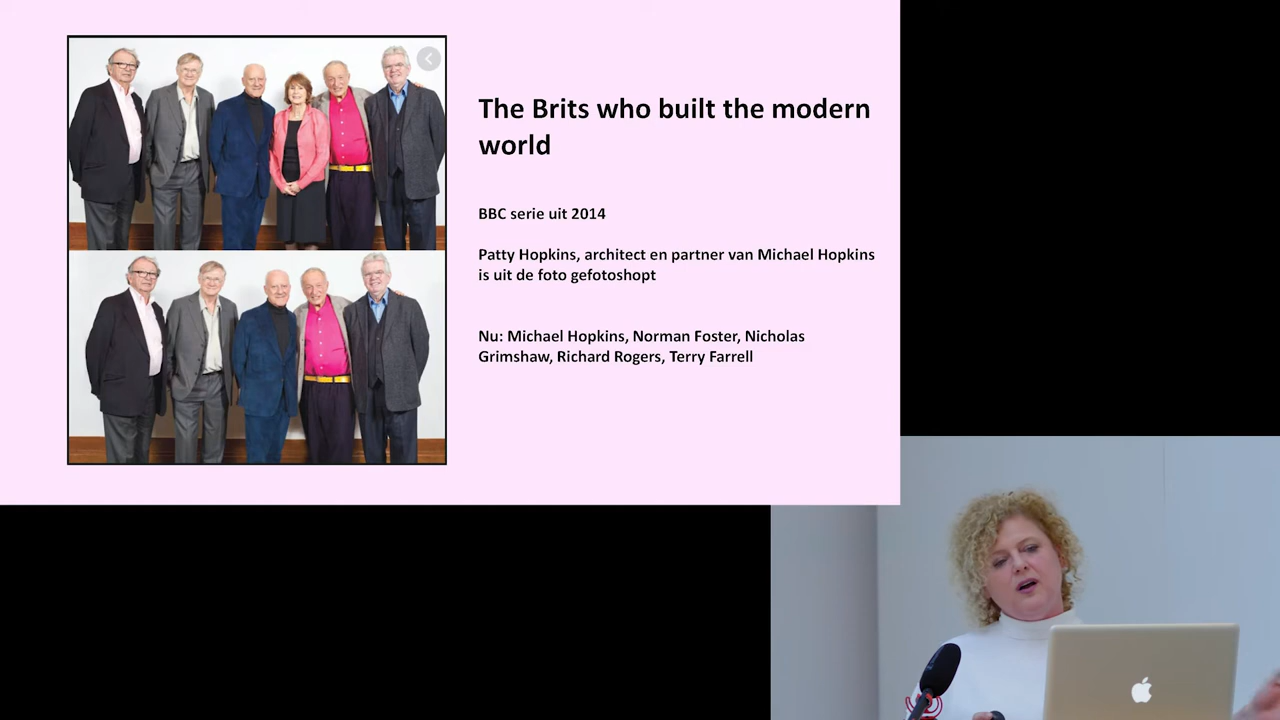 The Brits who built the modern
world
BBC serie uit 2014
Patty Hopkins, architect en partner van Michael Hopkins
is uit de foto gefotoshopt
Nu: Michael Hopkins, Norman Foster, Nicholas
Grimshaw, Richard Rogers, Terry Farrell